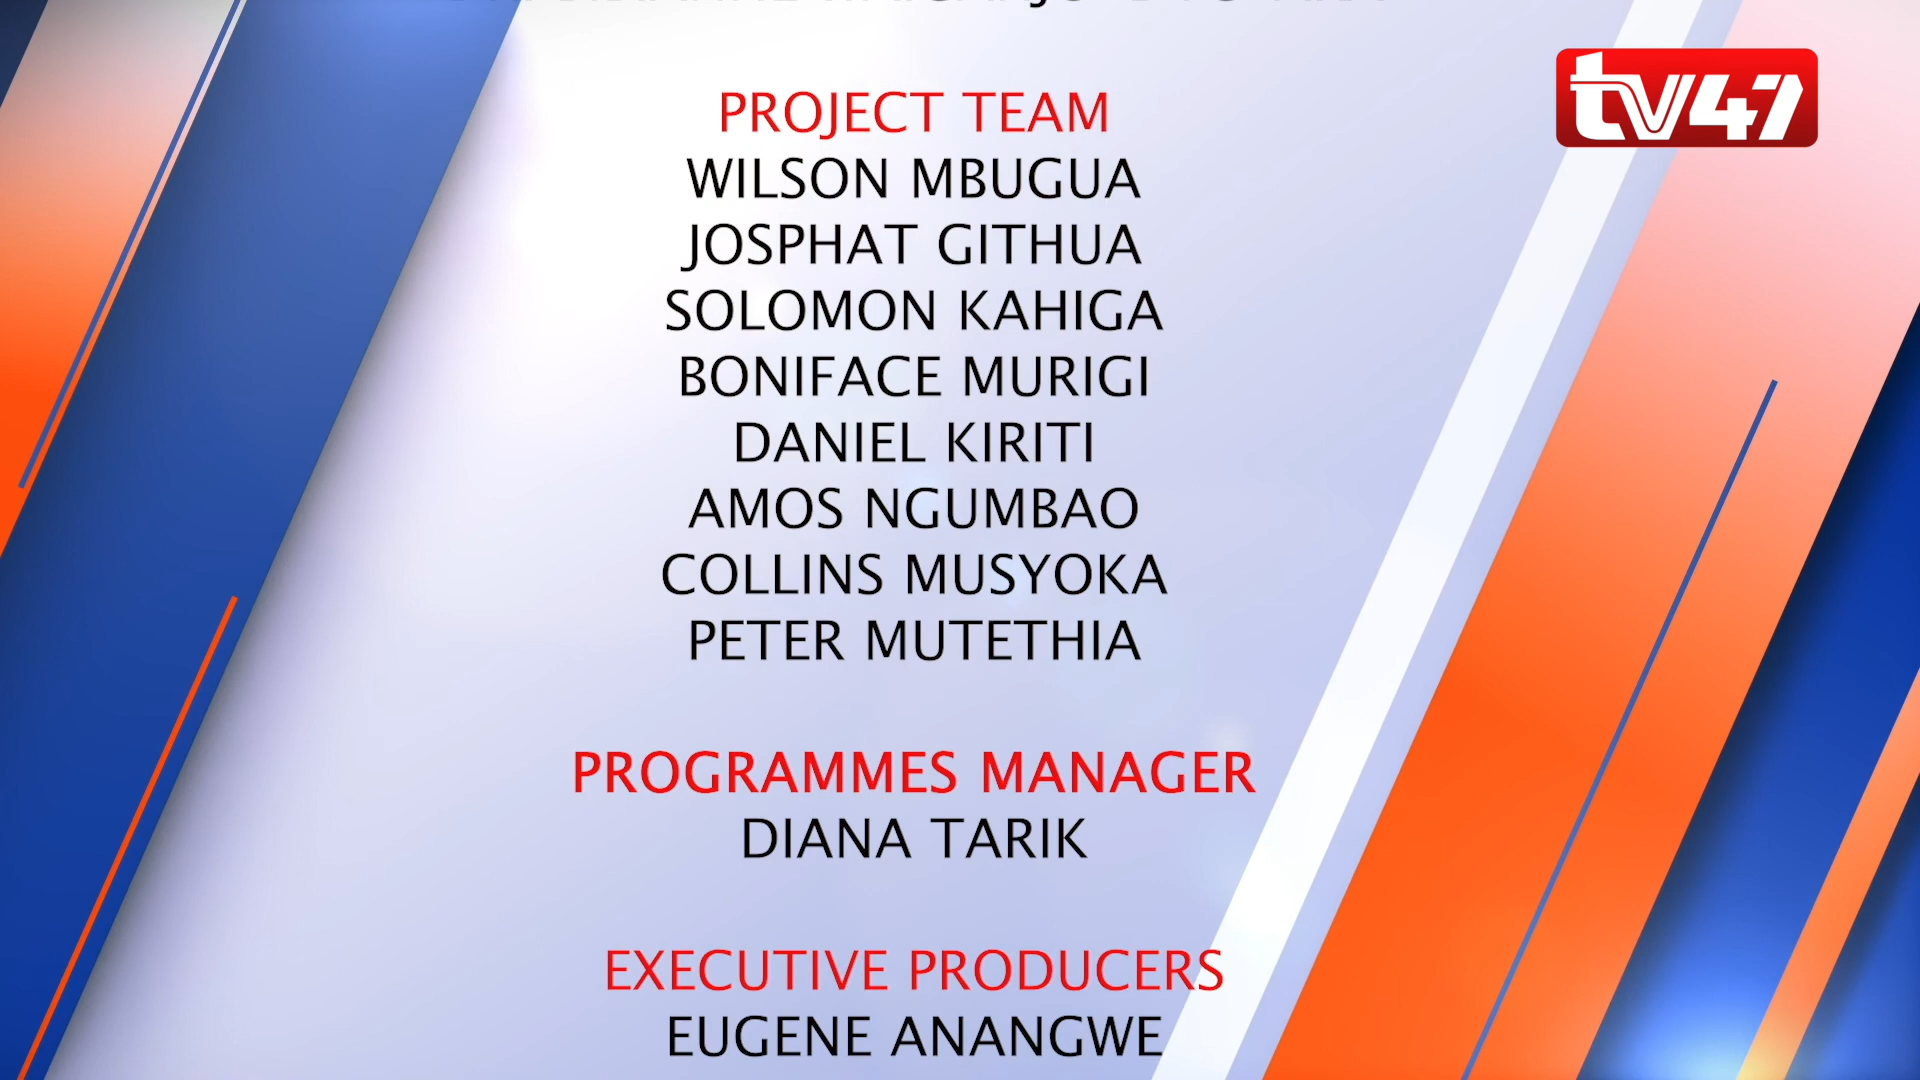 tv47
PROJECT TEAM
WILSON MBUGUA
JOSPHAT GITHUA
SOLOMON KAHIGA
BONIFACE MURIGI
DANIEL KIRITI
AMOS NGUMBAO
COLLINS MUSYOKA
PETER MUTETHIA
PROGRAMMES MANAGER
DIANA TARIK
EXECUTIVE PRODUCERS
EUGENE ANANGWE